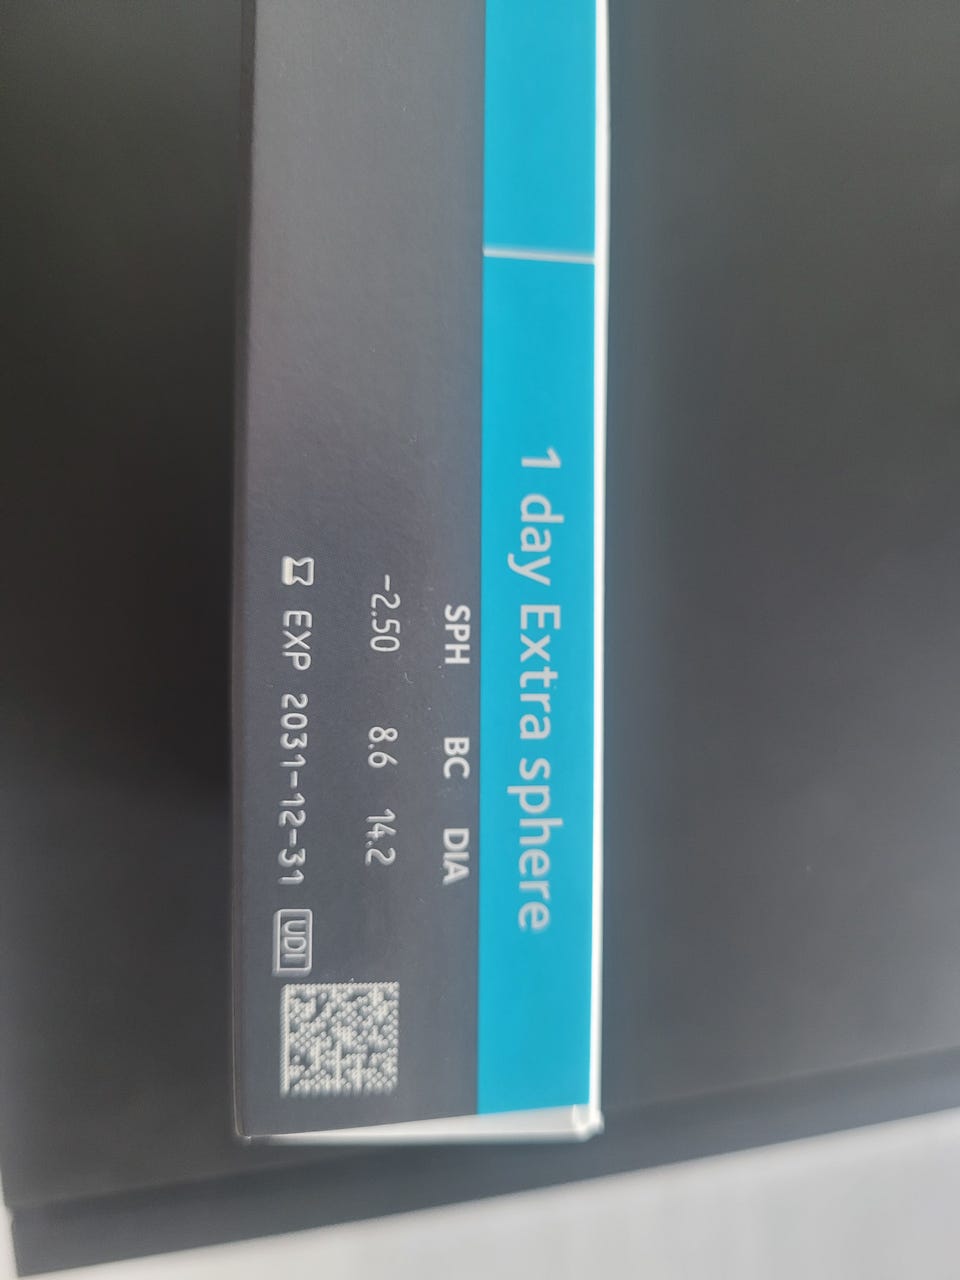 1 day Extra sphere
SPH BC DIA
-2.50 8.6 14.2
EXP 2031-12-31 UDI